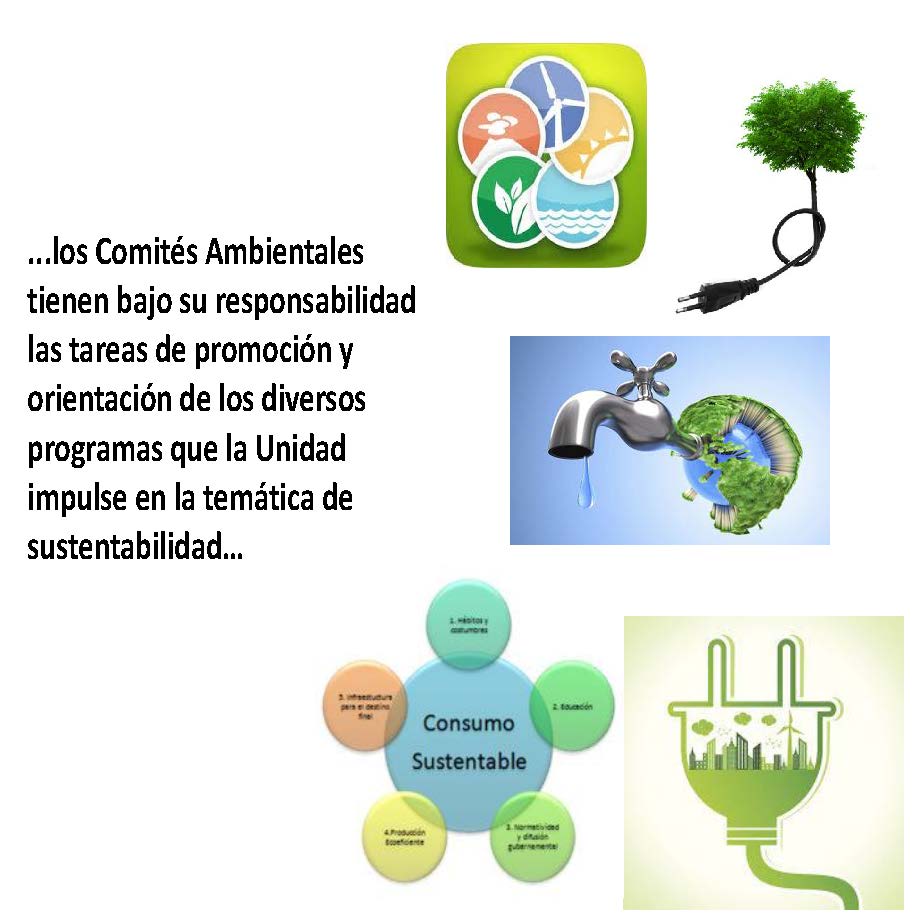 ...los Comités Ambientales
tienen bajo su responsabilidad
las tareas de promoción y
orientación de los diversos
programas que la Unidad
impulse en la temática de
sustentabilidad...
1. Hábitos y
costumbres
2. Educación
3. Normatividad
y difusión
gubernamental
4.Producción
Ecoeficiente
5. Infraestructura
para el destino
final
Consumo
Sustentable